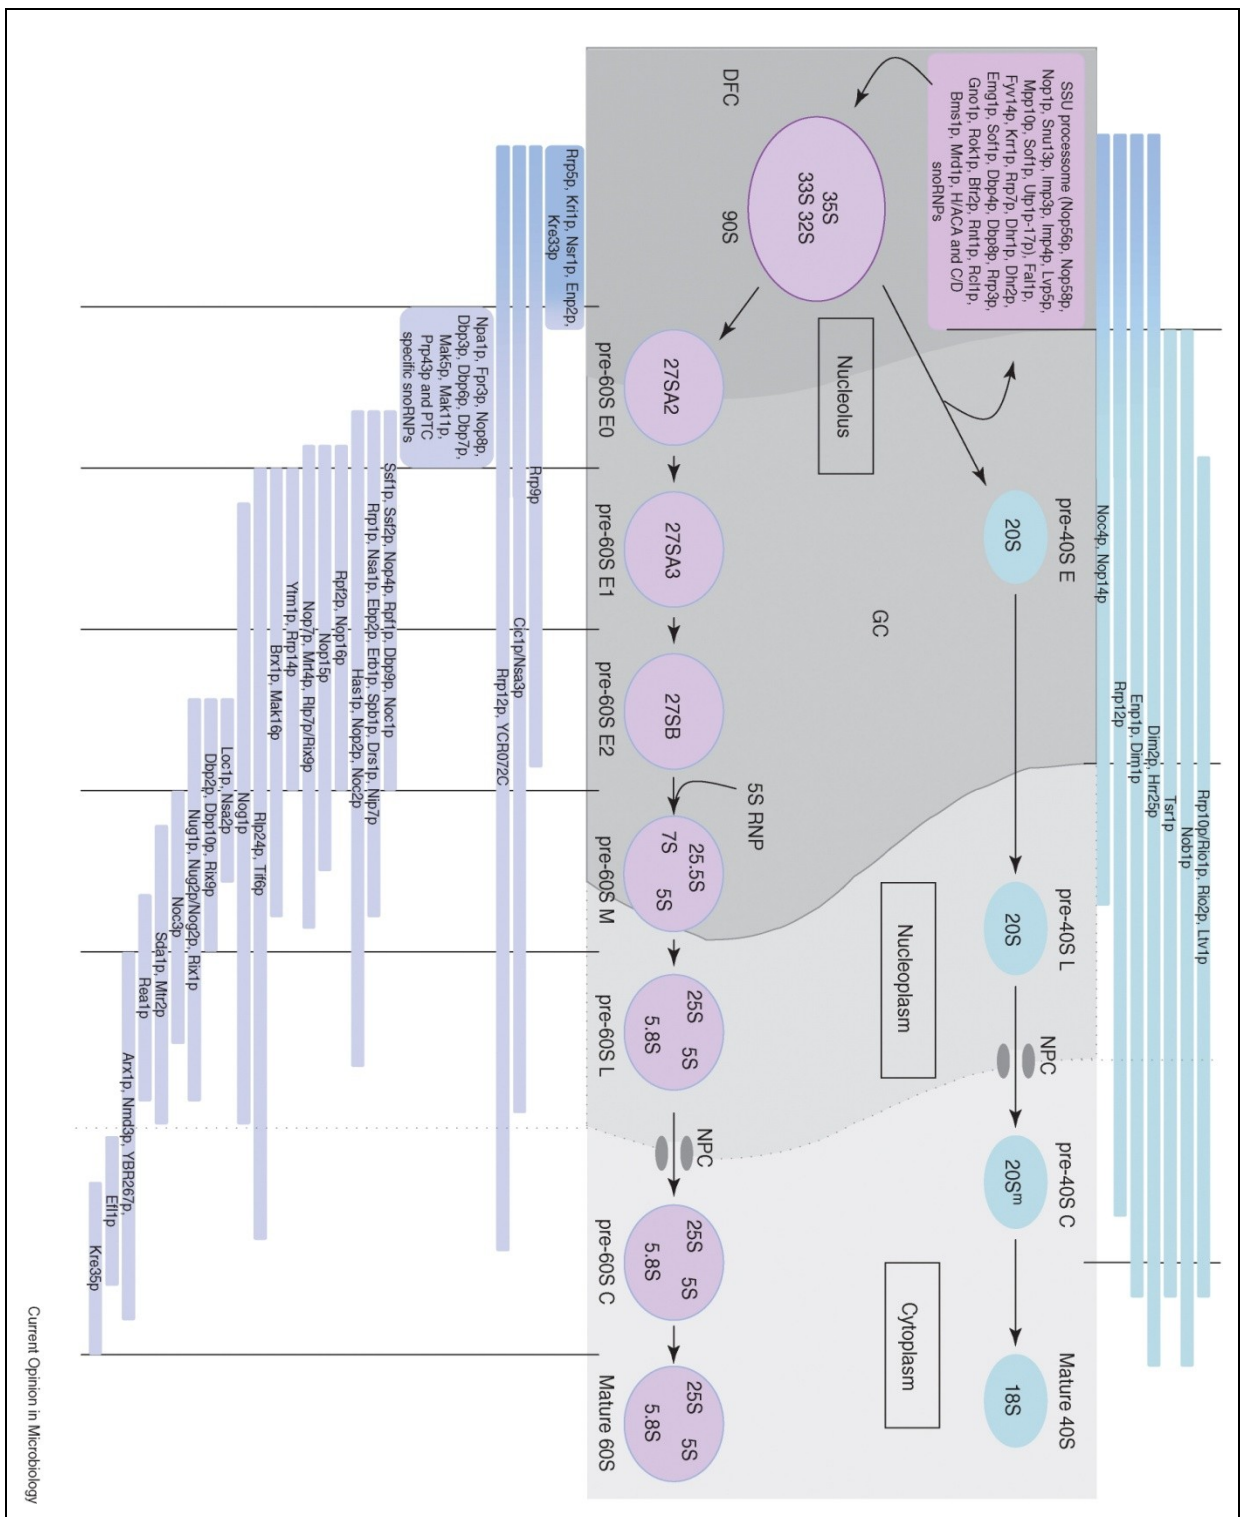 Rrp10p/Rio1p, Rio2p, Ltv1p
Nob1p
Tsr1p
Dim2p, Hrr25p
Enp1p, Dim1p
Rrp12p
Noc4p, Nop14p
SSU processome (Nop56p, Nop58p,
Nop1p, Snu13p, Imp3p, Imp4p, Lvp5p,
Mpp10p, Sof1p, Utp1p-17p), Fal1p,
Fyv14p, Krr1p, Rrp7p, Dhr1p, Dhr2p,
Emg1p, Sof1p, Dbp4p, Dbp8p, Rrp3p,
Gno1p, Rok1p, Bfr2p, Rnt1p, Rcl1p,
Bms1p, Mrd1p, H/ACA and C/D
snoRNPs
pre-40S E
pre-40S L
NPC
pre-40S C
Mature 40S
20S
20S
20Sᵐ
18S
Nucleolus
GC
Nucleoplasm
Cytoplasm
35S
33S 32S
DFC
90S
5S RNP
NPC
27SA2
27SA3
27SB
25.5S
7S
5S
25S
5S
5.8S
25S
5S
5.8S
25S
5S
5.8S
pre-60S E0
pre-60S E1
pre-60S E2
pre-60S M
pre-60S L
pre-60S C
Mature 60S
Rrp5p, Kri1p, Nsr1p, Enp2p,
Kre33p
Rrp9p
Cic1p/Nsa3p
Rrp12p, YCR072C
Npa1p, Fpr3p, Nop8p,
Dbp3p, Dbp6p, Dbp7p,
Mak5p, Mak11p,
Prp43p and PTC
specific snoRNPs
Ssf1p, Ssf2p, Nop4p, Rpf1p, Dbp9p, Noc1p
Rrp1p, Nsa1p, Ebp2p, Erb1p, Spb1p, Drs1p, Nip7p
Has1p, Nop2p, Noc2p
Rpf2p, Nop16p
Nop15p
Nop7p, Mrt4p, Rlp7p/Rix9p
Ytm1p, Rrp14p
Brx1p, Mak16p
Rlp24p, Tif6p
Nog1p
Loc1p, Nsa2p
Dbp2p, Dbp10p, Rix9p
Nug1p, Nug2p/Nog2p, Rix1p
Noc3p
Sda1p, Mtr2p
Rea1p
Arx1p, Nmd3p, YBR267p,
Efl1p
Kre35p
Current Opinion in Microbiology